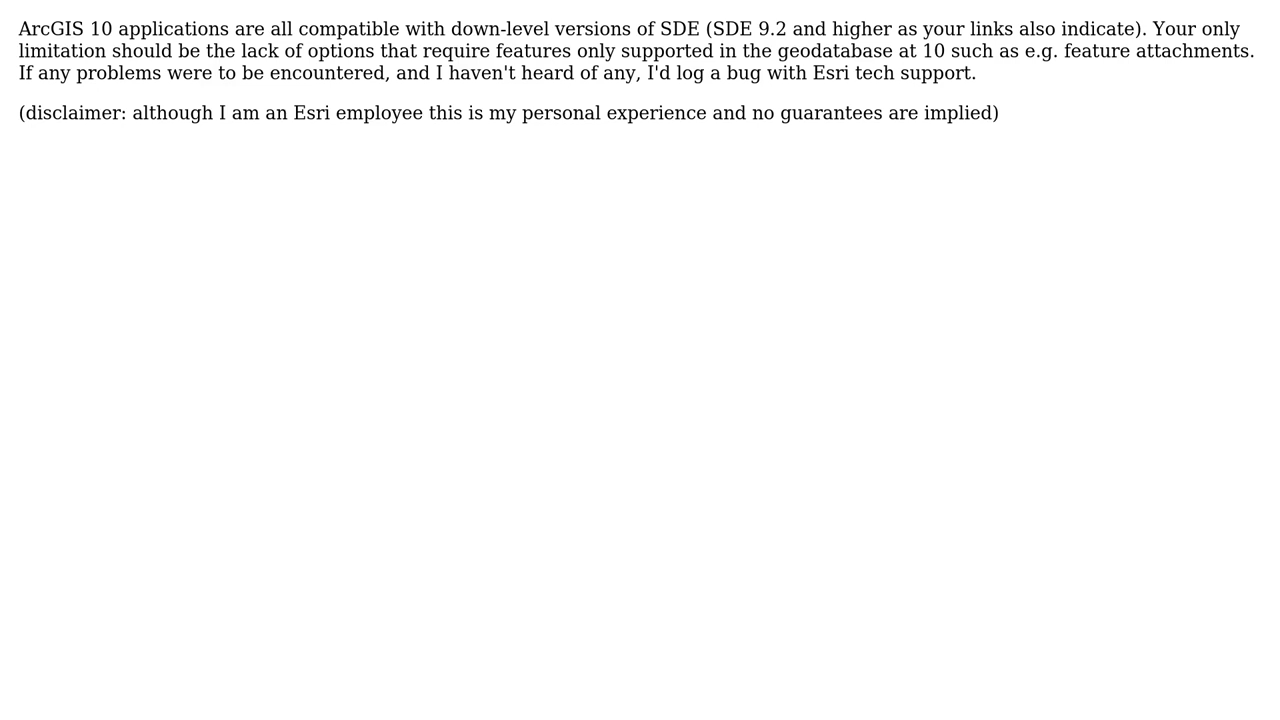 ArcGIS 10 applications are all compatible with down-level versions of SDE (SDE 9.2 and higher as your links also indicate). Your only
limitation should be the lack of options that require features only supported in the geodatabase at 10 such as e.g. feature attachments.
If any problems were to be encountered, and I haven't heard of any, I'd log a bug with Esri tech support.
(disclaimer: although I am an Esri employee this is my personal experience and no guarantees are implied)